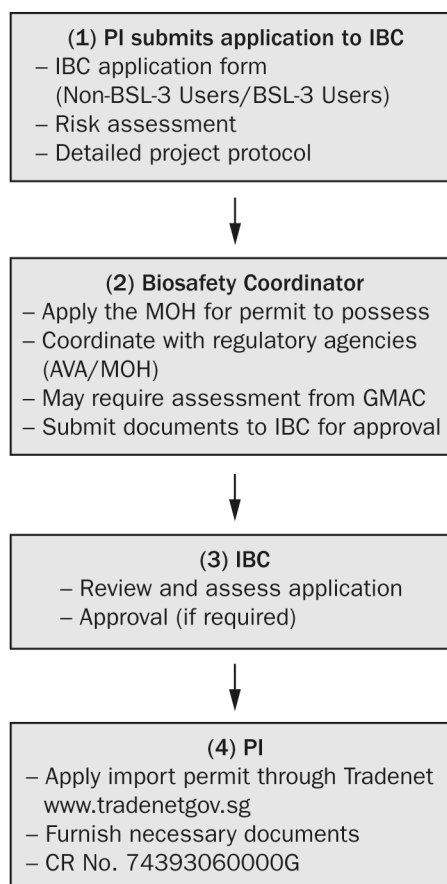 (1) PI submits application to IBC
– IBC application form
(Non-BSL-3 Users/BSL-3 Users)
– Risk assessment
– Detailed project protocol
(2) Biosafety Coordinator
– Apply the MOH for permit to possess
– Coordinate with regulatory agencies
(AVA/MOH)
– May require assessment from GMAC
– Submit documents to IBC for approval
(3) IBC
– Review and assess application
– Approval (if required)
(4) PI
– Apply import permit through Tradenet
www.tradenetgov.sg
– Furnish necessary documents
– CR No. 74393060000G